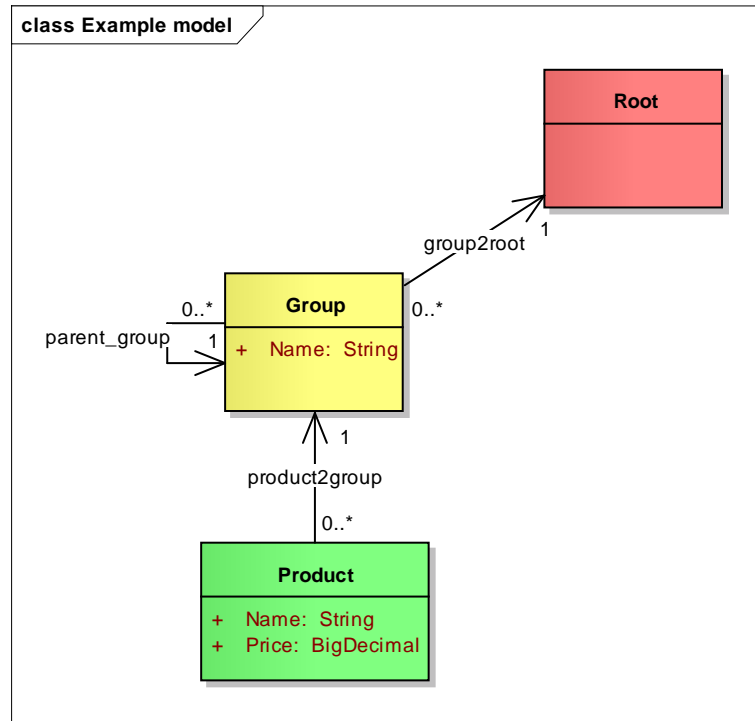 class Example model
Root
group2root
1
Group
0..*
0..*
parent_group
1
+ Name: String
1
product2group
0..*
Product
+ Name: String
+ Price: BigDecimal